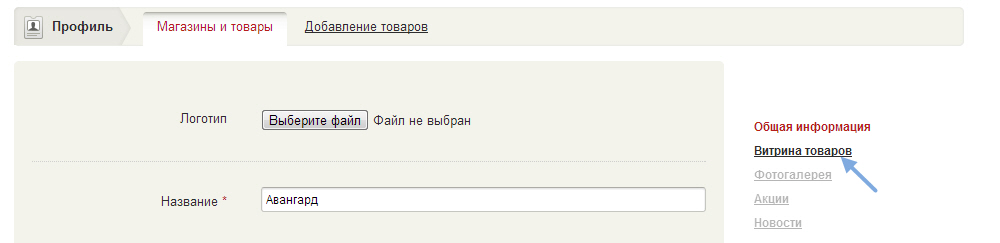 Профиль Магазины и товары Добавление товаров
Логотип Выберите файл Файл не выбран
Название * Авангард
Общая информация
Витрина товаров
Фотогалерея
Акции
Новости